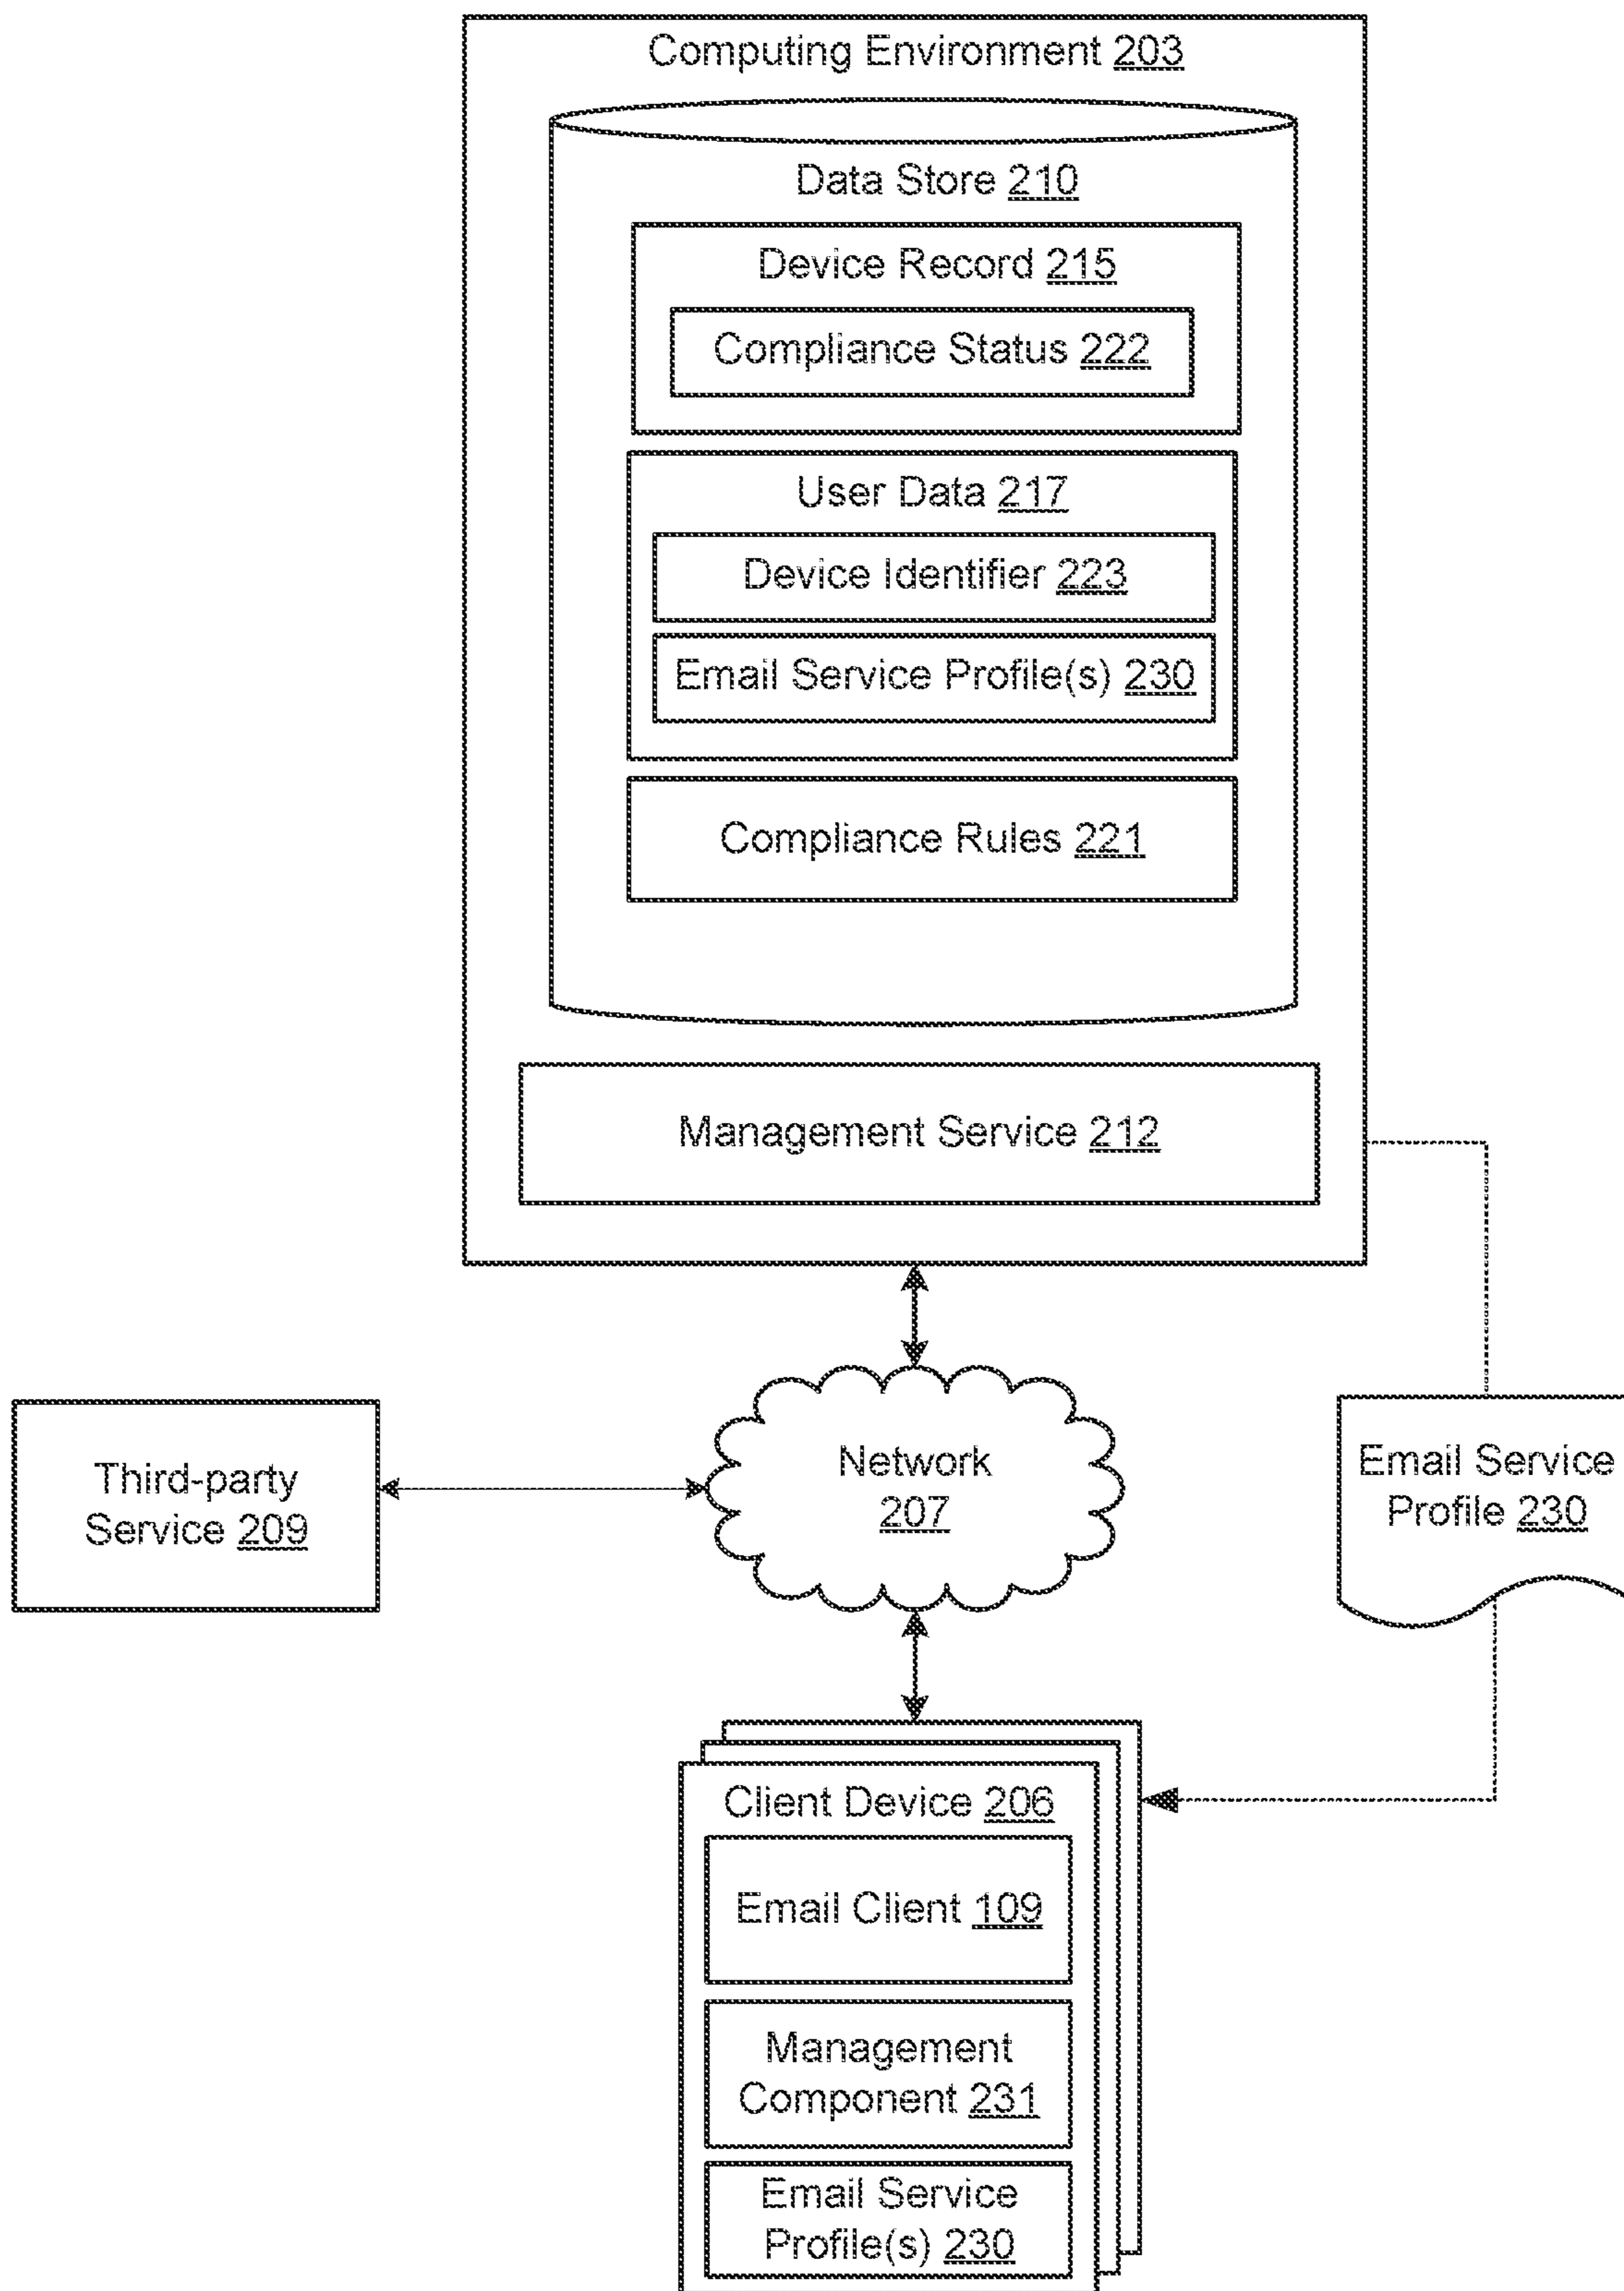 Computing Environment 203
Data Store 210
Device Record 215
Compliance Status 222
User Data 217
Device Identifier 223
Email Service Profile(s) 230
Compliance Rules 221
Management Service 212
Third-party
Service 209
Network
207
Email Service
Profile 230
Client Device 206
Email Client 109
Management
Component 231
Email Service
Profile(s) 230